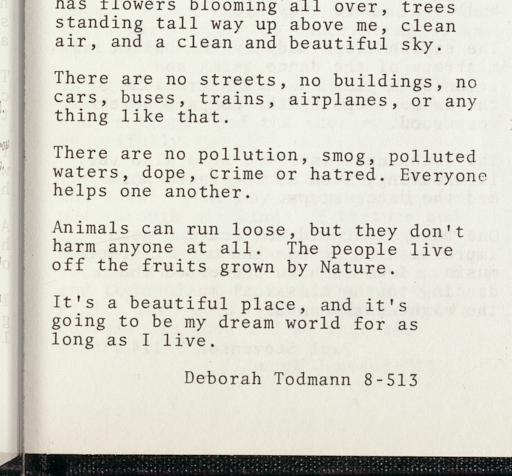 has flowers blooming all over, trees
standing tall way up above me, clean
air, and a clean and beautiful sky.
There are no streets, no buildings, no
cars, buses, trains, airplanes, or any
thing like that.
There are no pollution, smog, polluted
waters, dope, crime or hatred. Everyone
helps one another.
Animals can run loose, but they don't
harm anyone at all.  The people live
off the fruits grown by Nature.
It's a beautiful place, and it's
going to be my dream world for as
long as I live.
Deborah Todmann 8-513